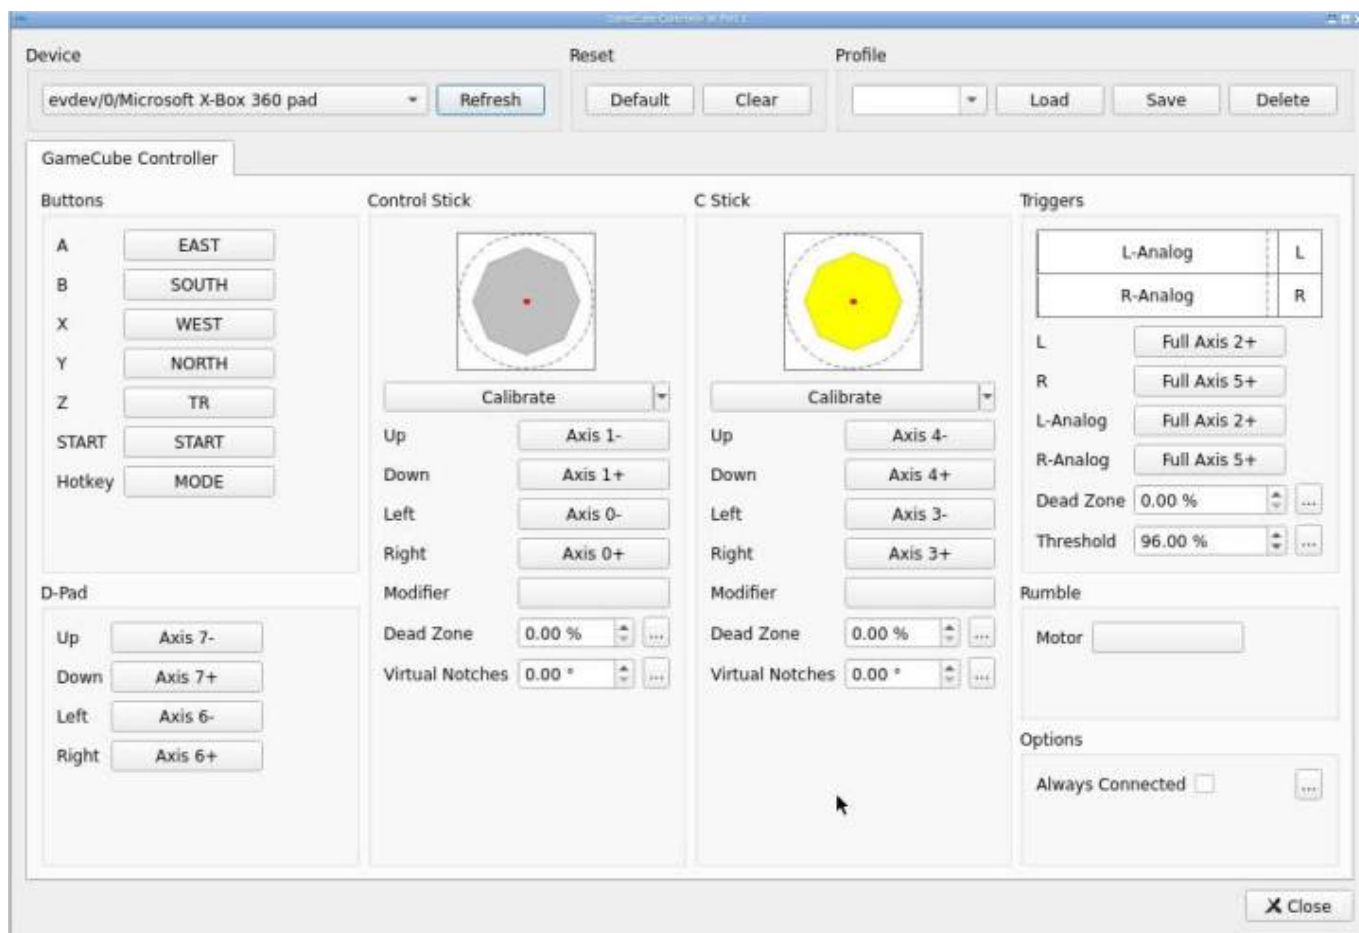 GameCube Controller at Port 1
Device
Reset
Profile
evdev/0/Microsoft X-Box 360 pad
Refresh
Default
Clear
Load
Save
Delete
GameCube Controller
Buttons
A EAST
B SOUTH
X WEST
Y NORTH
Z TR
START START
Hotkey MODE
D-Pad
Up Axis 7-
Down Axis 7+
Left Axis 6-
Right Axis 6+
Control Stick
Calibrate
Up Axis 1-
Down Axis 1+
Left Axis 0-
Right Axis 0+
Modifier
Dead Zone 0.00 % ...
Virtual Notches 0.00 ° ...
C Stick
Calibrate
Up Axis 4-
Down Axis 4+
Left Axis 3-
Right Axis 3+
Modifier
Dead Zone 0.00 % ...
Virtual Notches 0.00 ° ...
Triggers
L-Analog L
R-Analog R
L Full Axis 2+
R Full Axis 5+
L-Analog Full Axis 2+
R-Analog Full Axis 5+
Dead Zone 0.00 % ...
Threshold 96.00 % ...
Rumble
Motor
Options
Always Connected ...
Close